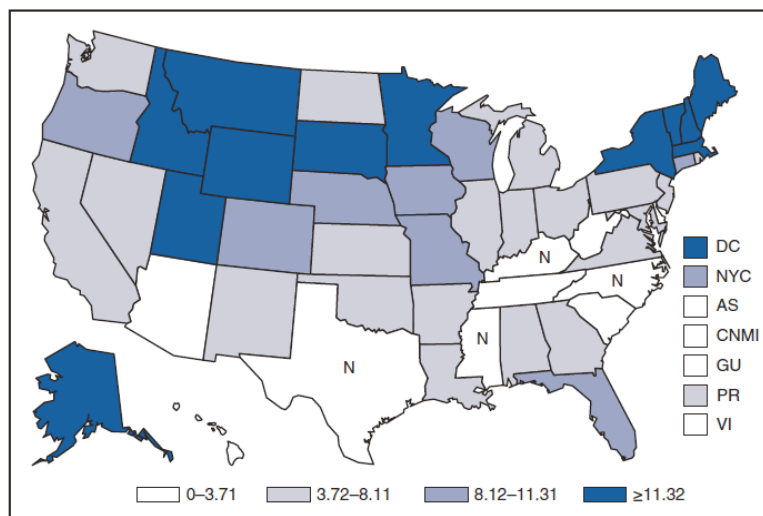 DC
NYC
N
N
AS
CNMI
N
GU
N
PR
VI
0–3.71
3.72–8.11
8.12–11.31
≥11.32